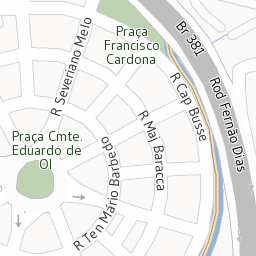 Praça
Francisco
Cardona
Br 381
R Severiano Melo
R Cap Busse
Rod Fernão Dias
R Maj Baracca
Praça Cmte.
Eduardo de
Ol
R Ten Mário Barbedo